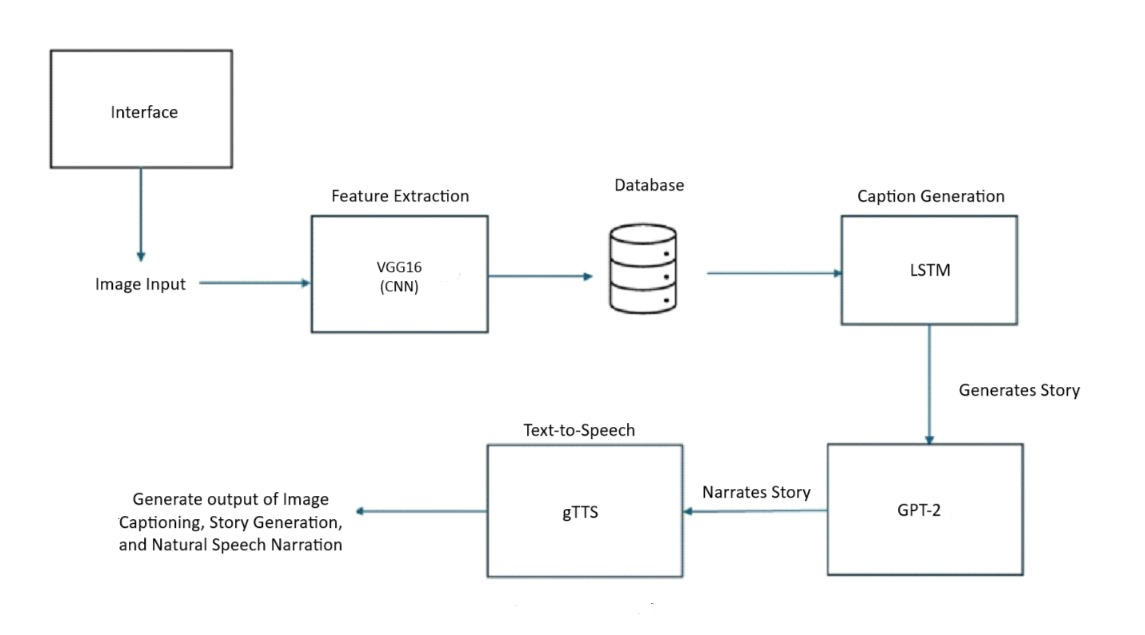 Interface
Image Input
Feature Extraction
VGG16
(CNN)
Database
Caption Generation
LSTM
Generates Story
GPT-2
Narrates Story
Text-to-Speech
gTTS
Generate output of Image
Captioning, Story Generation,
and Natural Speech Narration